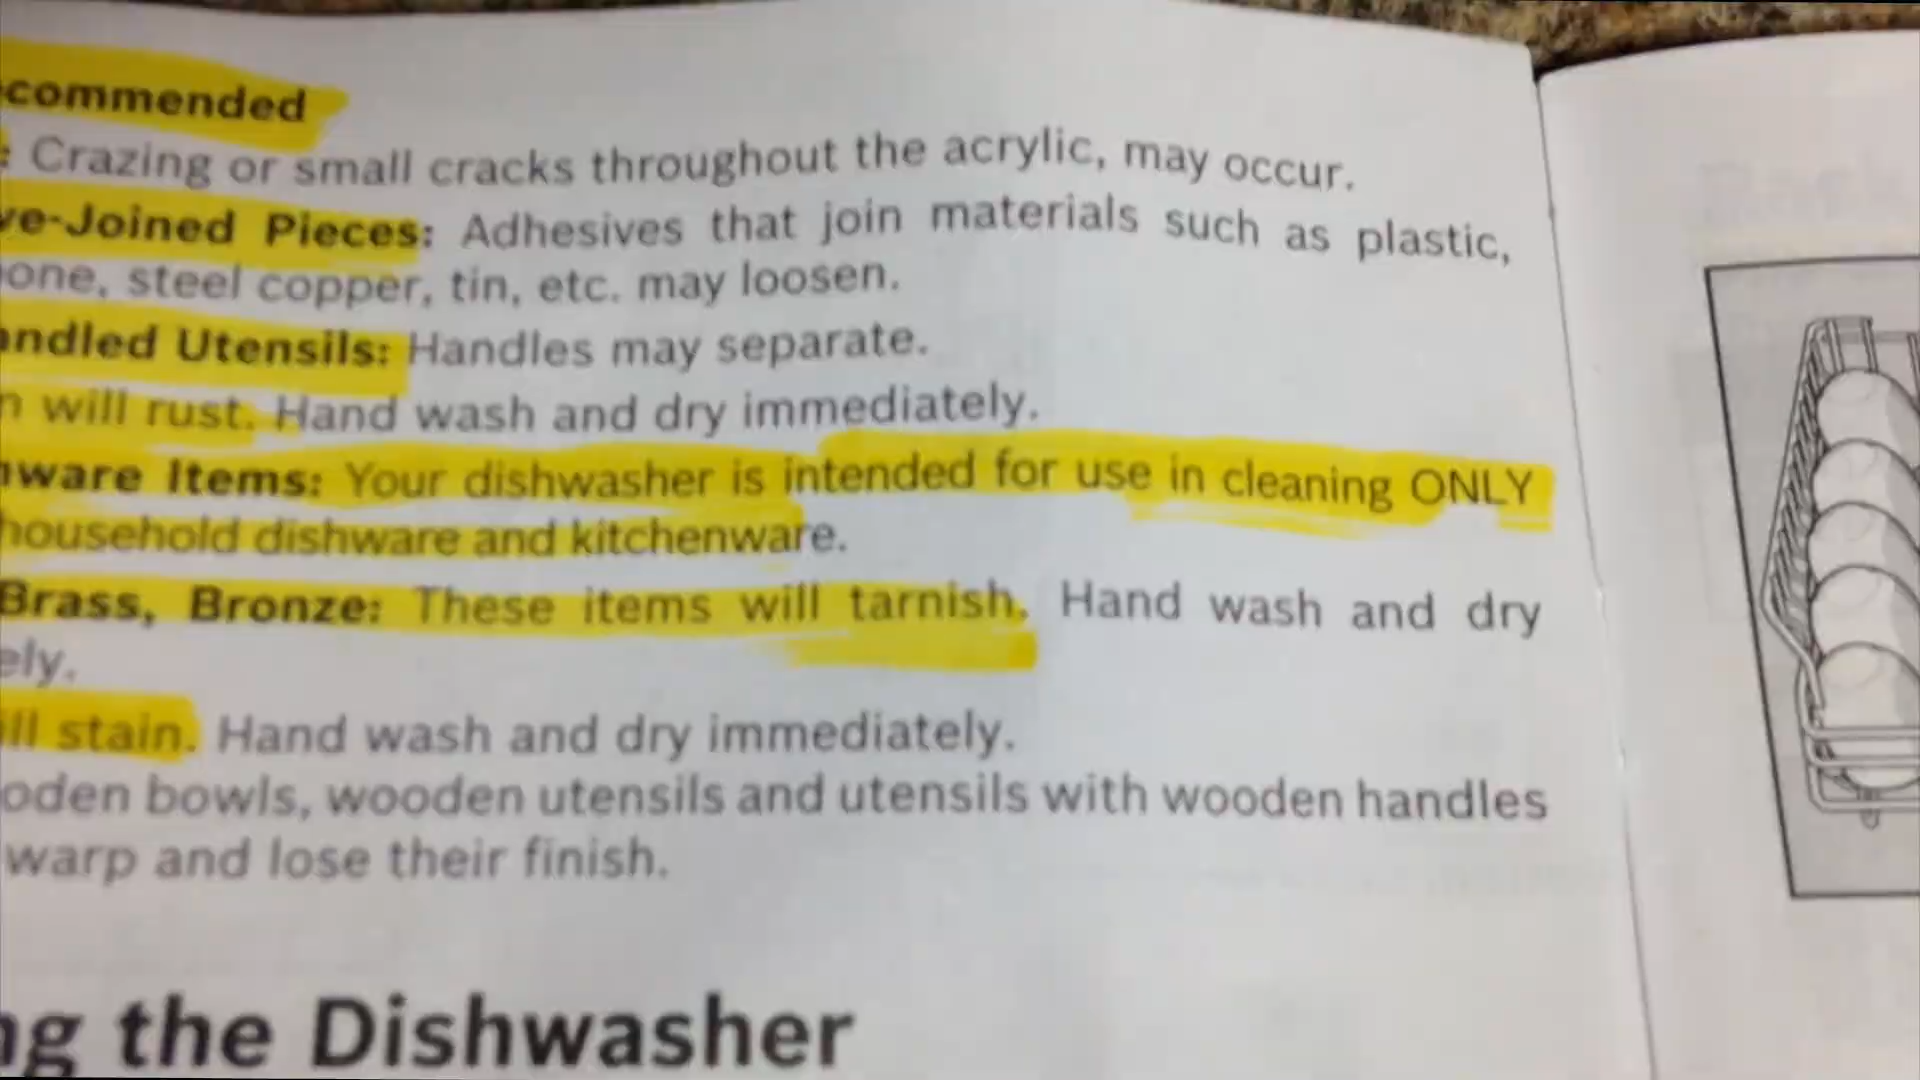 commended
: Crazing or small cracks throughout the acrylic, may occur.
ve-Joined Pieces: Adhesives that join materials such as plastic,
one, steel copper, tin, etc. may loosen.
andled Utensils: Handles may separate.
n will rust. Hand wash and dry immediately.
ware Items: Your dishwasher is intended for use in cleaning ONLY
household dishware and kitchenware.
Brass, Bronze: These items will tarnish. Hand wash and dry
ely.
ill stain. Hand wash and dry immediately.
oden bowls, wooden utensils and utensils with wooden handles
warp and lose their finish.
ng the Dishwasher